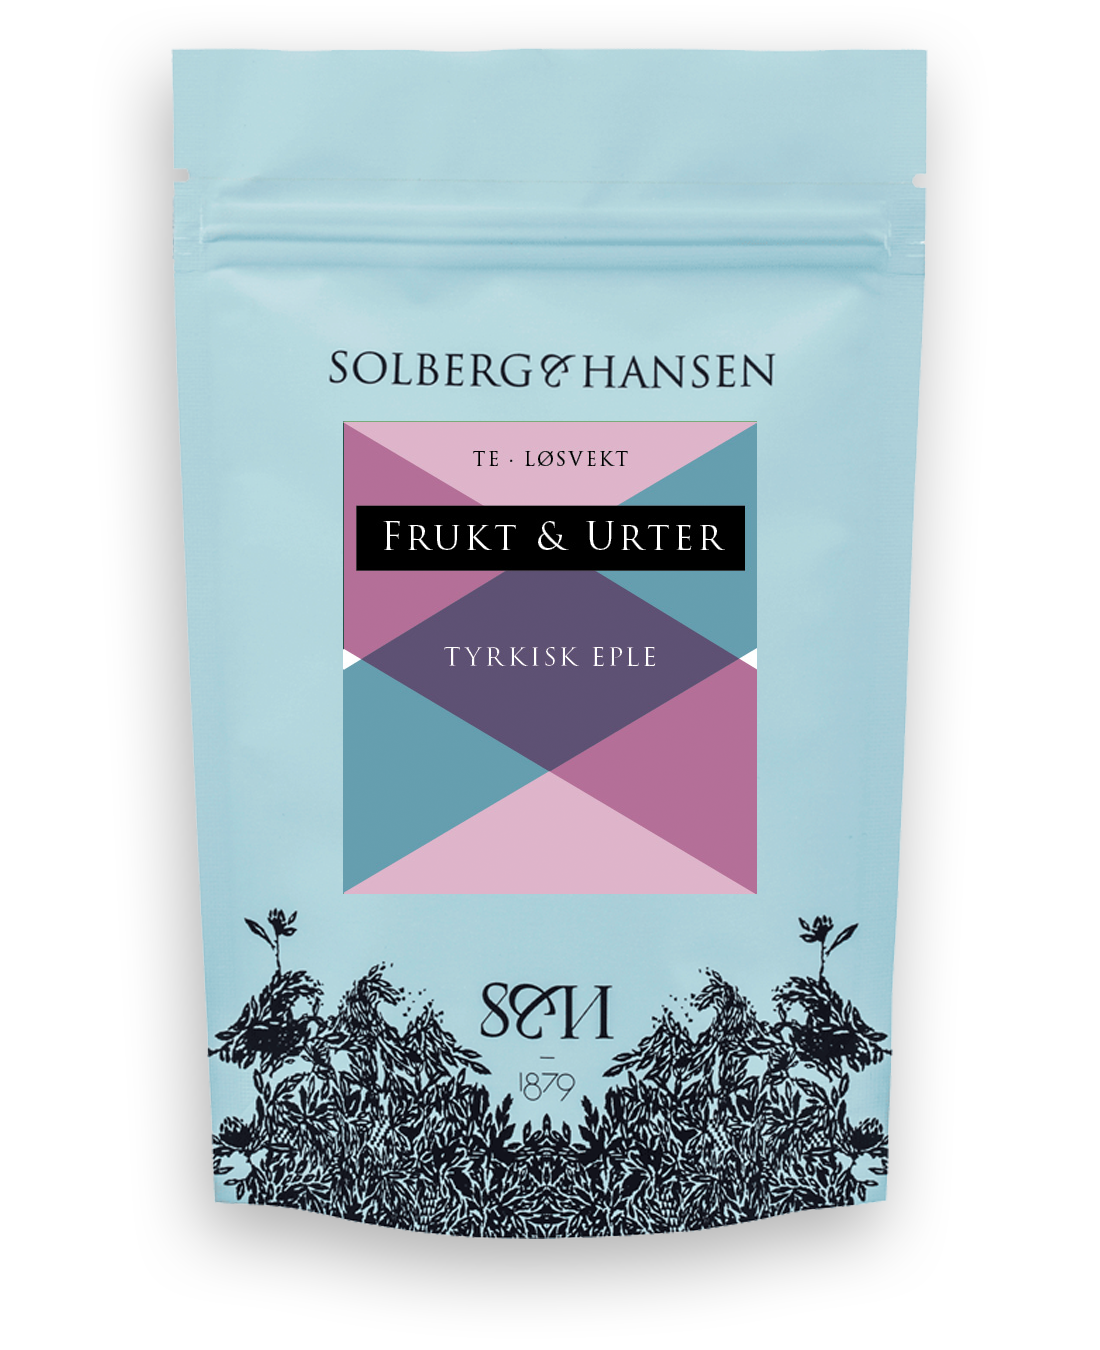 SOLBERG & HANSEN
TE · LØSVEKT
FRUKT & URTER
TYRKISK EPLE
S&H
–
1879